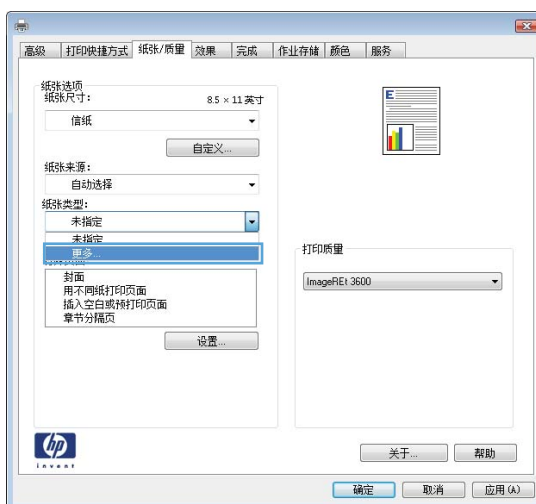 高级 打印快捷方式 纸张/质量 效果 完成 作业存储 颜色 服务
纸张选项
纸张尺寸: 8.5 × 11 英寸
信纸
自定义...
纸张来源:
自动选择
纸张类型:
未指定
未指定
更多...
封面
用不同纸打印页面
插入空白或预打印页面
章节分隔页
设置...
E
打印质量
ImageREt 3600
hp
invent
关于... 帮助
确定 取消 应用(A)